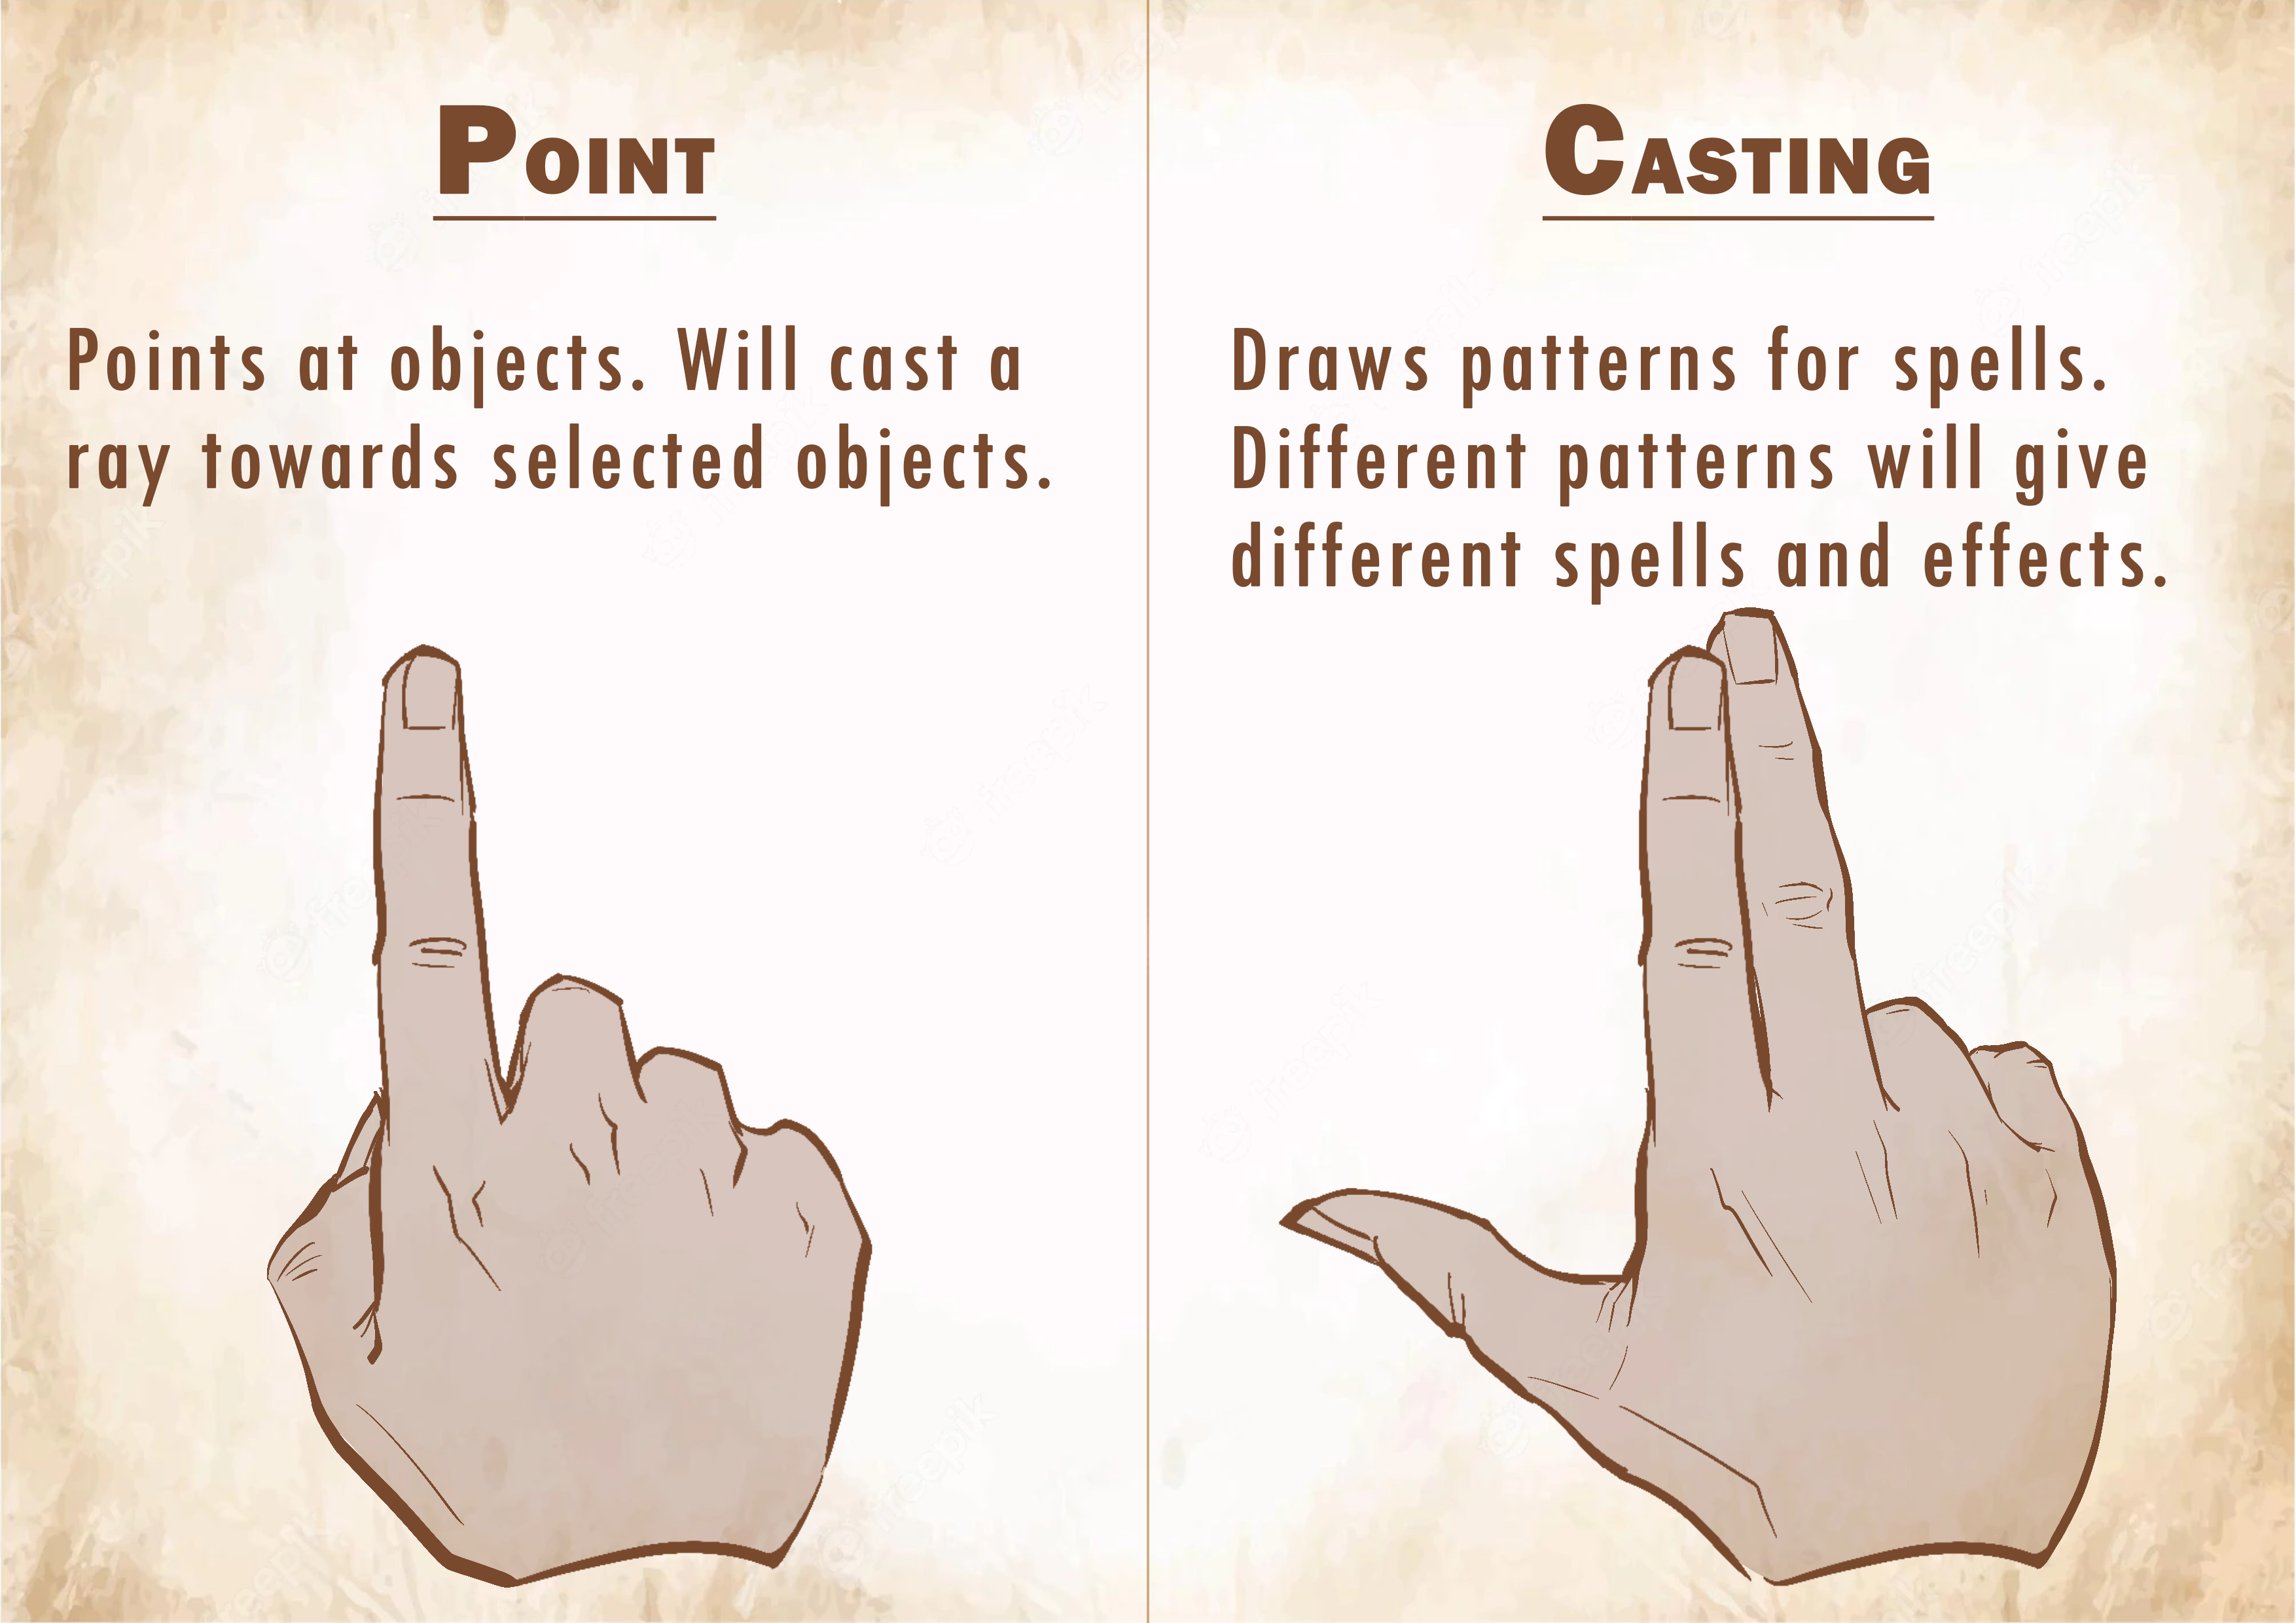 Point
Points at objects. Will cast a
ray towards selected objects.
Casting
Draws patterns for spells.
Different patterns will give
different spells and effects.
freepik